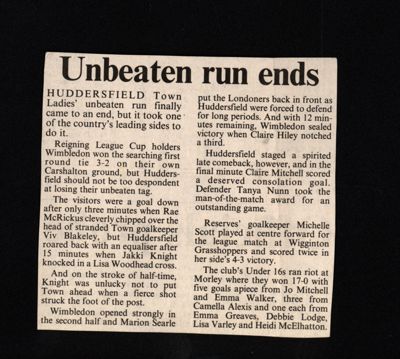 Unbeaten run ends
HUDDERSFIELD Town
Ladies' unbeaten run finally
came to an end, but it took one
of the country's leading sides to
do it.
Reigning League Cup holders
Wimbledon won the searching first
round tie 3-2 on their own
Carshalton ground, but Hudders-
field should not be too despondent
at losing their unbeaten tag.
The visitors were a goal down
after only three minutes when Rae
McRickus cleverly chipped over the
head of stranded Town goalkeeper
Viv Blakeley, but Huddersfield
roared back with an equaliser after
15 minutes when Jakki Knight
knocked in a Lisa Woodhead cross.
And on the stroke of half-time,
Knight was unlucky not to put
Town ahead when a fierce shot
struck the foot of the post.
Wimbledon opened strongly in
the second half and Marion Searle
put the Londoners back in front as
Huddersfield were forced to defend
for long periods. And with 12 min-
utes remaining, Wimbledon sealed
victory when Claire Hiley notched
a third.
Huddersfield staged a spirited
late comeback, however, and in the
final minute Claire Mitchell scored
a deserved consolation goal.
Defender Tanya Nunn took the
man-of-the-match award for an
outstanding game.
Reserves' goalkeeper Michelle
Scott played at centre forward for
the league match at Wigginton
Grasshoppers and scored twice in
her side's 4-3 victory.
The club's Under 16s ran riot at
Morley where they won 17-0 with
five goals apiece from Jo Mitchell
and Emma Walker, three from
Camella Alexis and one each from
Emma Greaves, Debbie Lodge,
Lisa Varley and Heidi McElhatton.